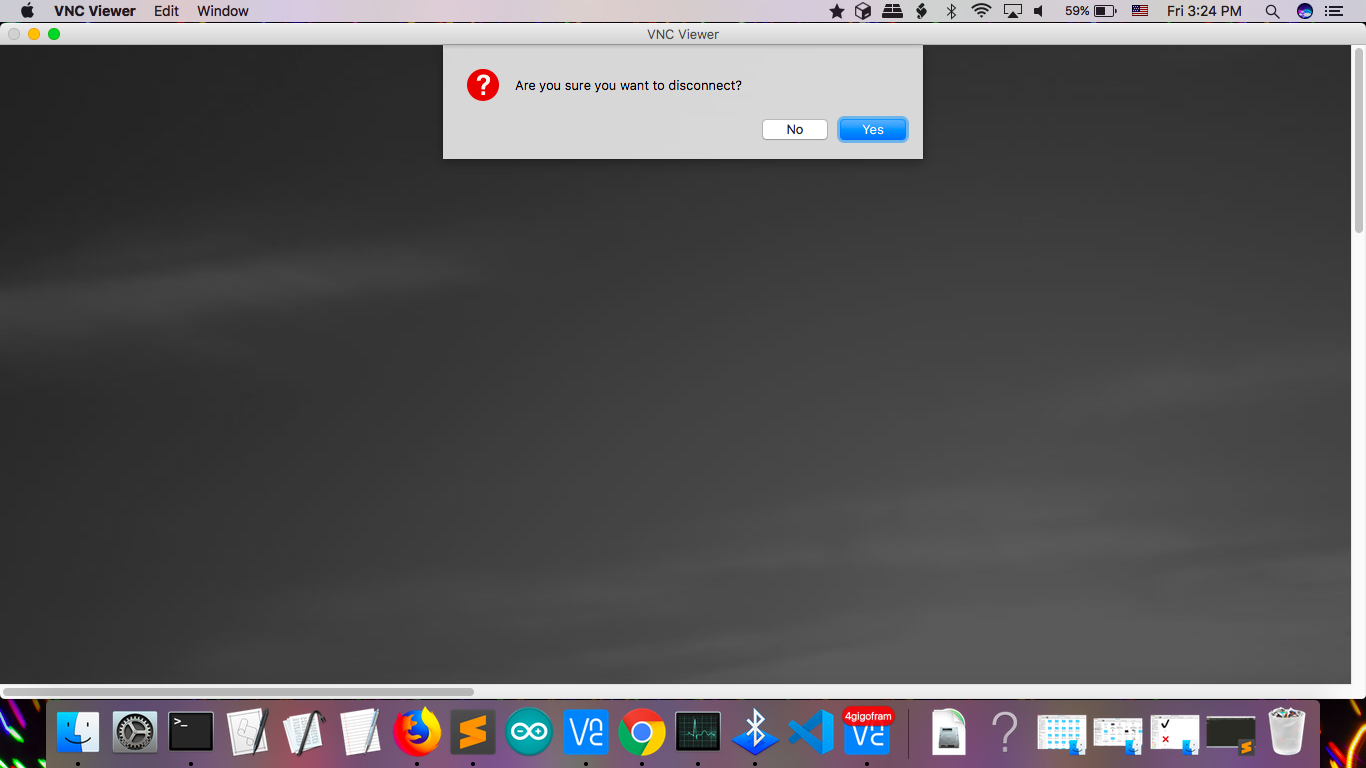 VNC Viewer Edit Window 59% Fri 3:24 PM
VNC Viewer
? Are you sure you want to disconnect?
No Yes
>_
4gigofram